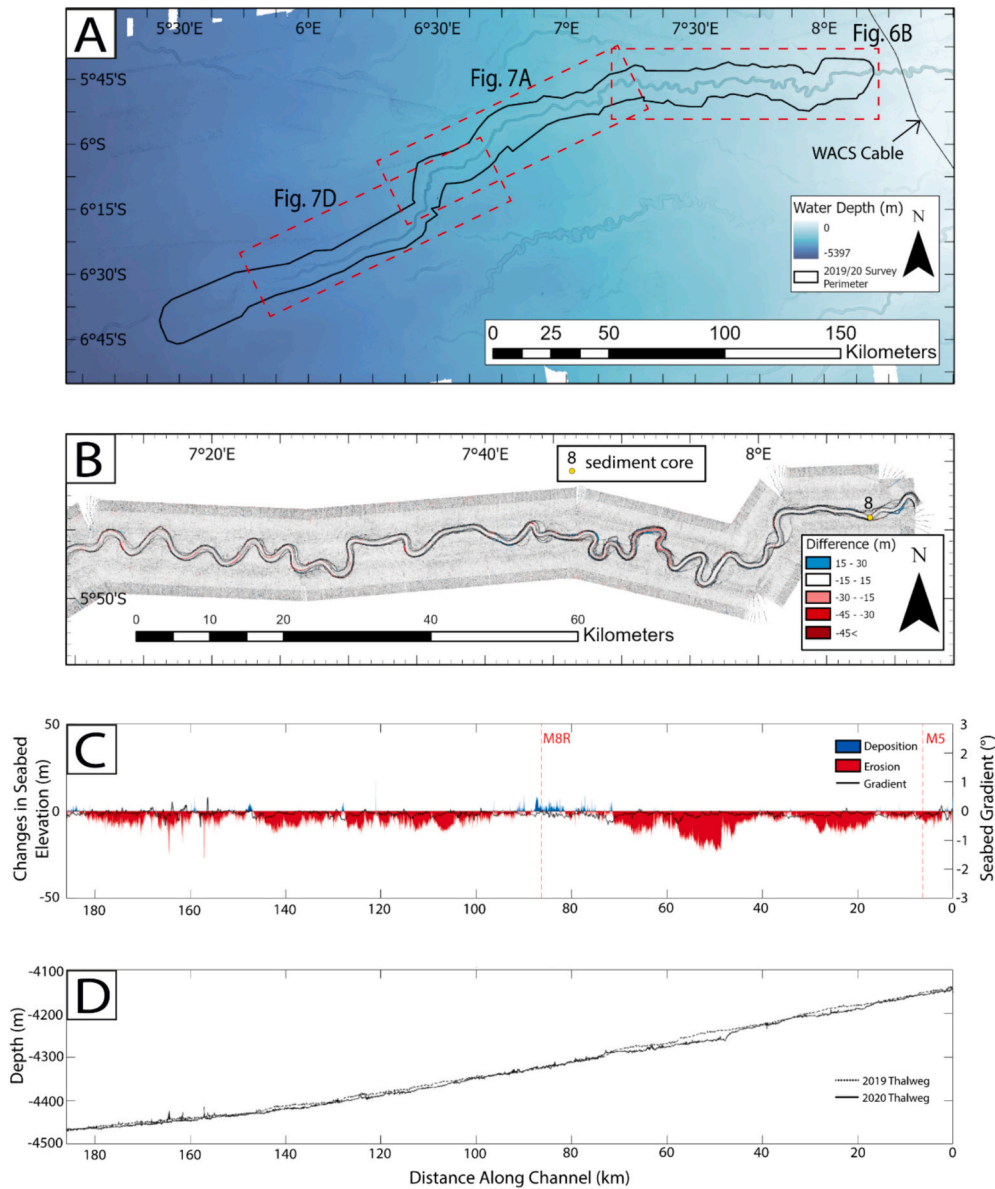 A
5°30'E 6°E 6°30'E 7°E 7°30'E 8°E
Fig. 6B
Fig. 7A
Fig. 7D
5°45'S
6°S
6°15'S
6°30'S
6°45'S
WACS Cable
Water Depth (m)
0
-5397
2019/20 Survey
Perimeter
N
0 25 50 100 150
Kilometers
B
7°20'E 7°40'E 8°E
8 sediment core
8
5°50'S
0 10 20 40 60
Kilometers
Difference (m)
15 - 30
-15 - 15
-30 - -15
-45 - -30
-45<
N
C
Changes in Seabed
Elevation (m)
50
0
-50
M8R
M5
Deposition
Erosion
Gradient
3
2
1
0
-1
-2
-3
Seabed Gradient (°)
180 160 140 120 100 80 60 40 20 0
D
Depth (m)
-4100
-4200
-4300
-4400
-4500
2019 Thalweg
2020 Thalweg
180 160 140 120 100 80 60 40 20 0
Distance Along Channel (km)